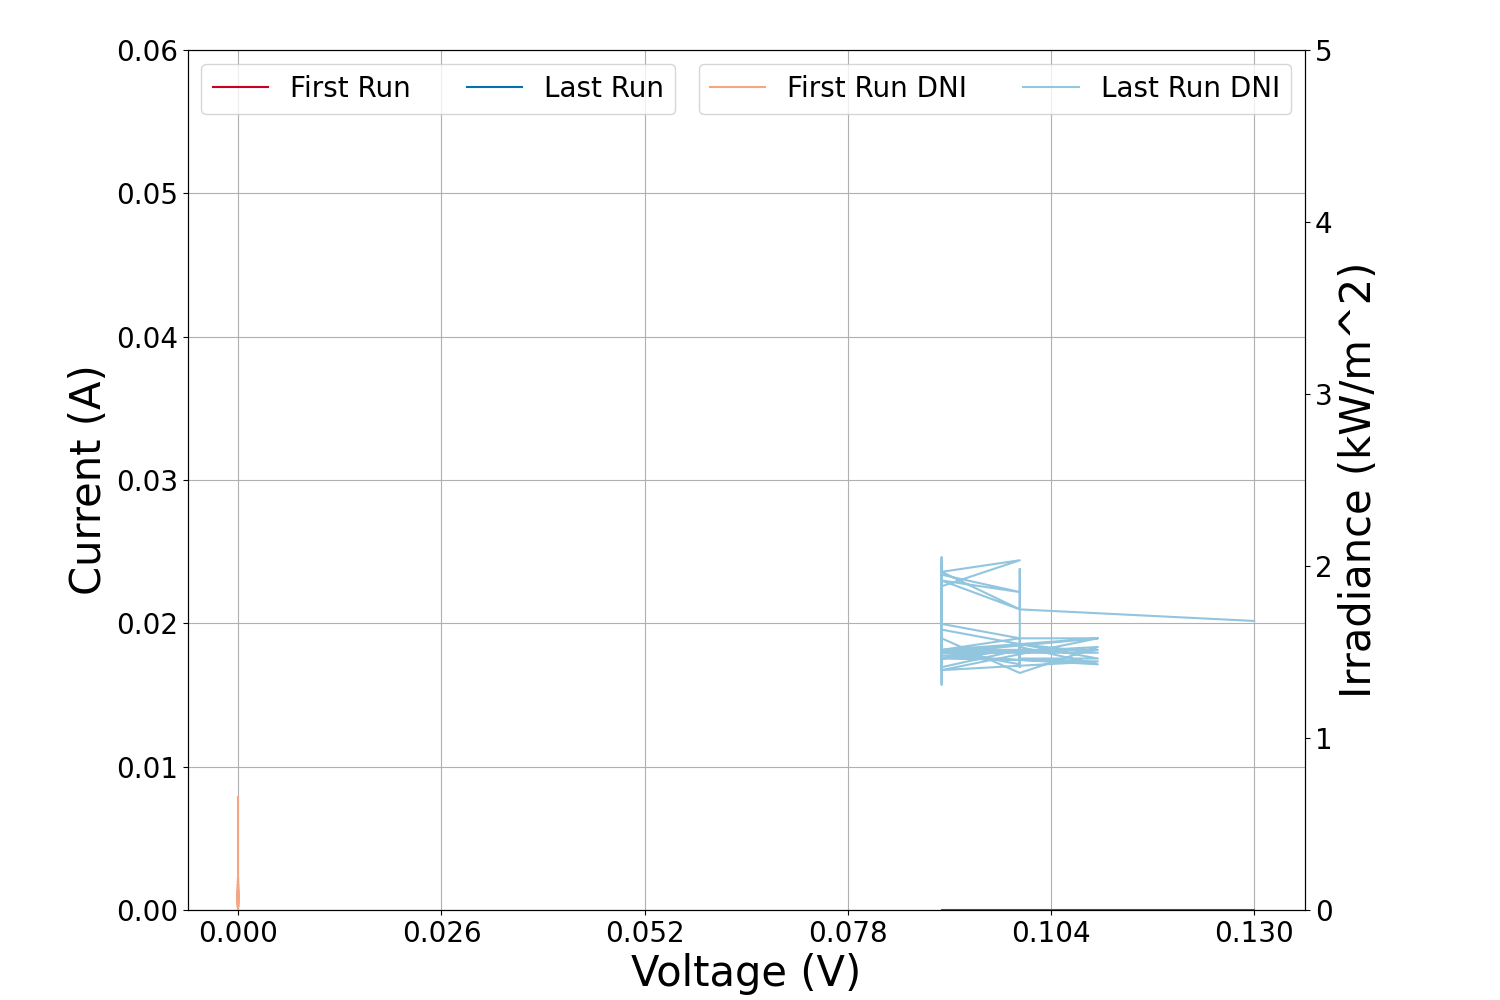 First Run
Last Run
First Run DNI
Last Run DNI
0.06
0.05
0.04
0.03
0.02
0.01
0.00
Current (A)
5
4
3
2
1
0
Irradiance (kW/m^2)
0.000
0.026
0.052
0.078
0.104
0.130
Voltage (V)